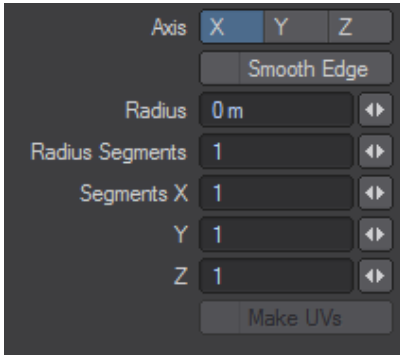 Axis X Y Z
Smooth Edge
Radius 0 m
Radius Segments 1
Segments X 1
Y 1
Z 1
Make UVs